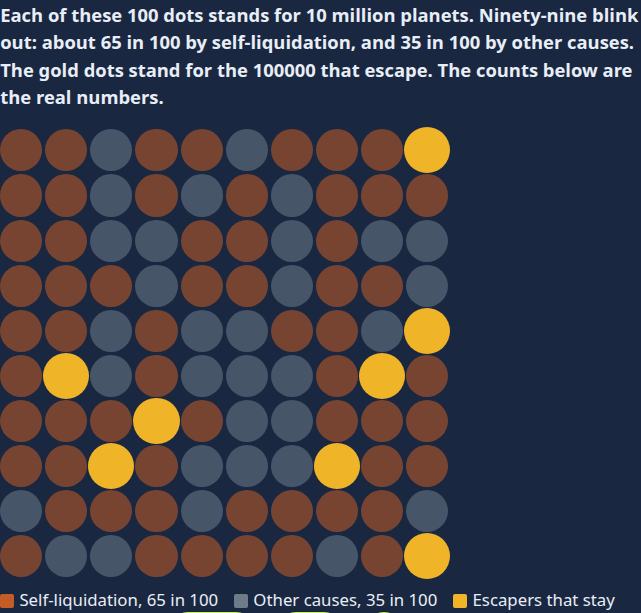 Each of these 100 dots stands for 10 million planets. Ninety-nine blink
out: about 65 in 100 by self-liquidation, and 35 in 100 by other causes.
The gold dots stand for the 100000 that escape. The counts below are
the real numbers.
Self-liquidation, 65 in 100 Other causes, 35 in 100 Escapers that stay